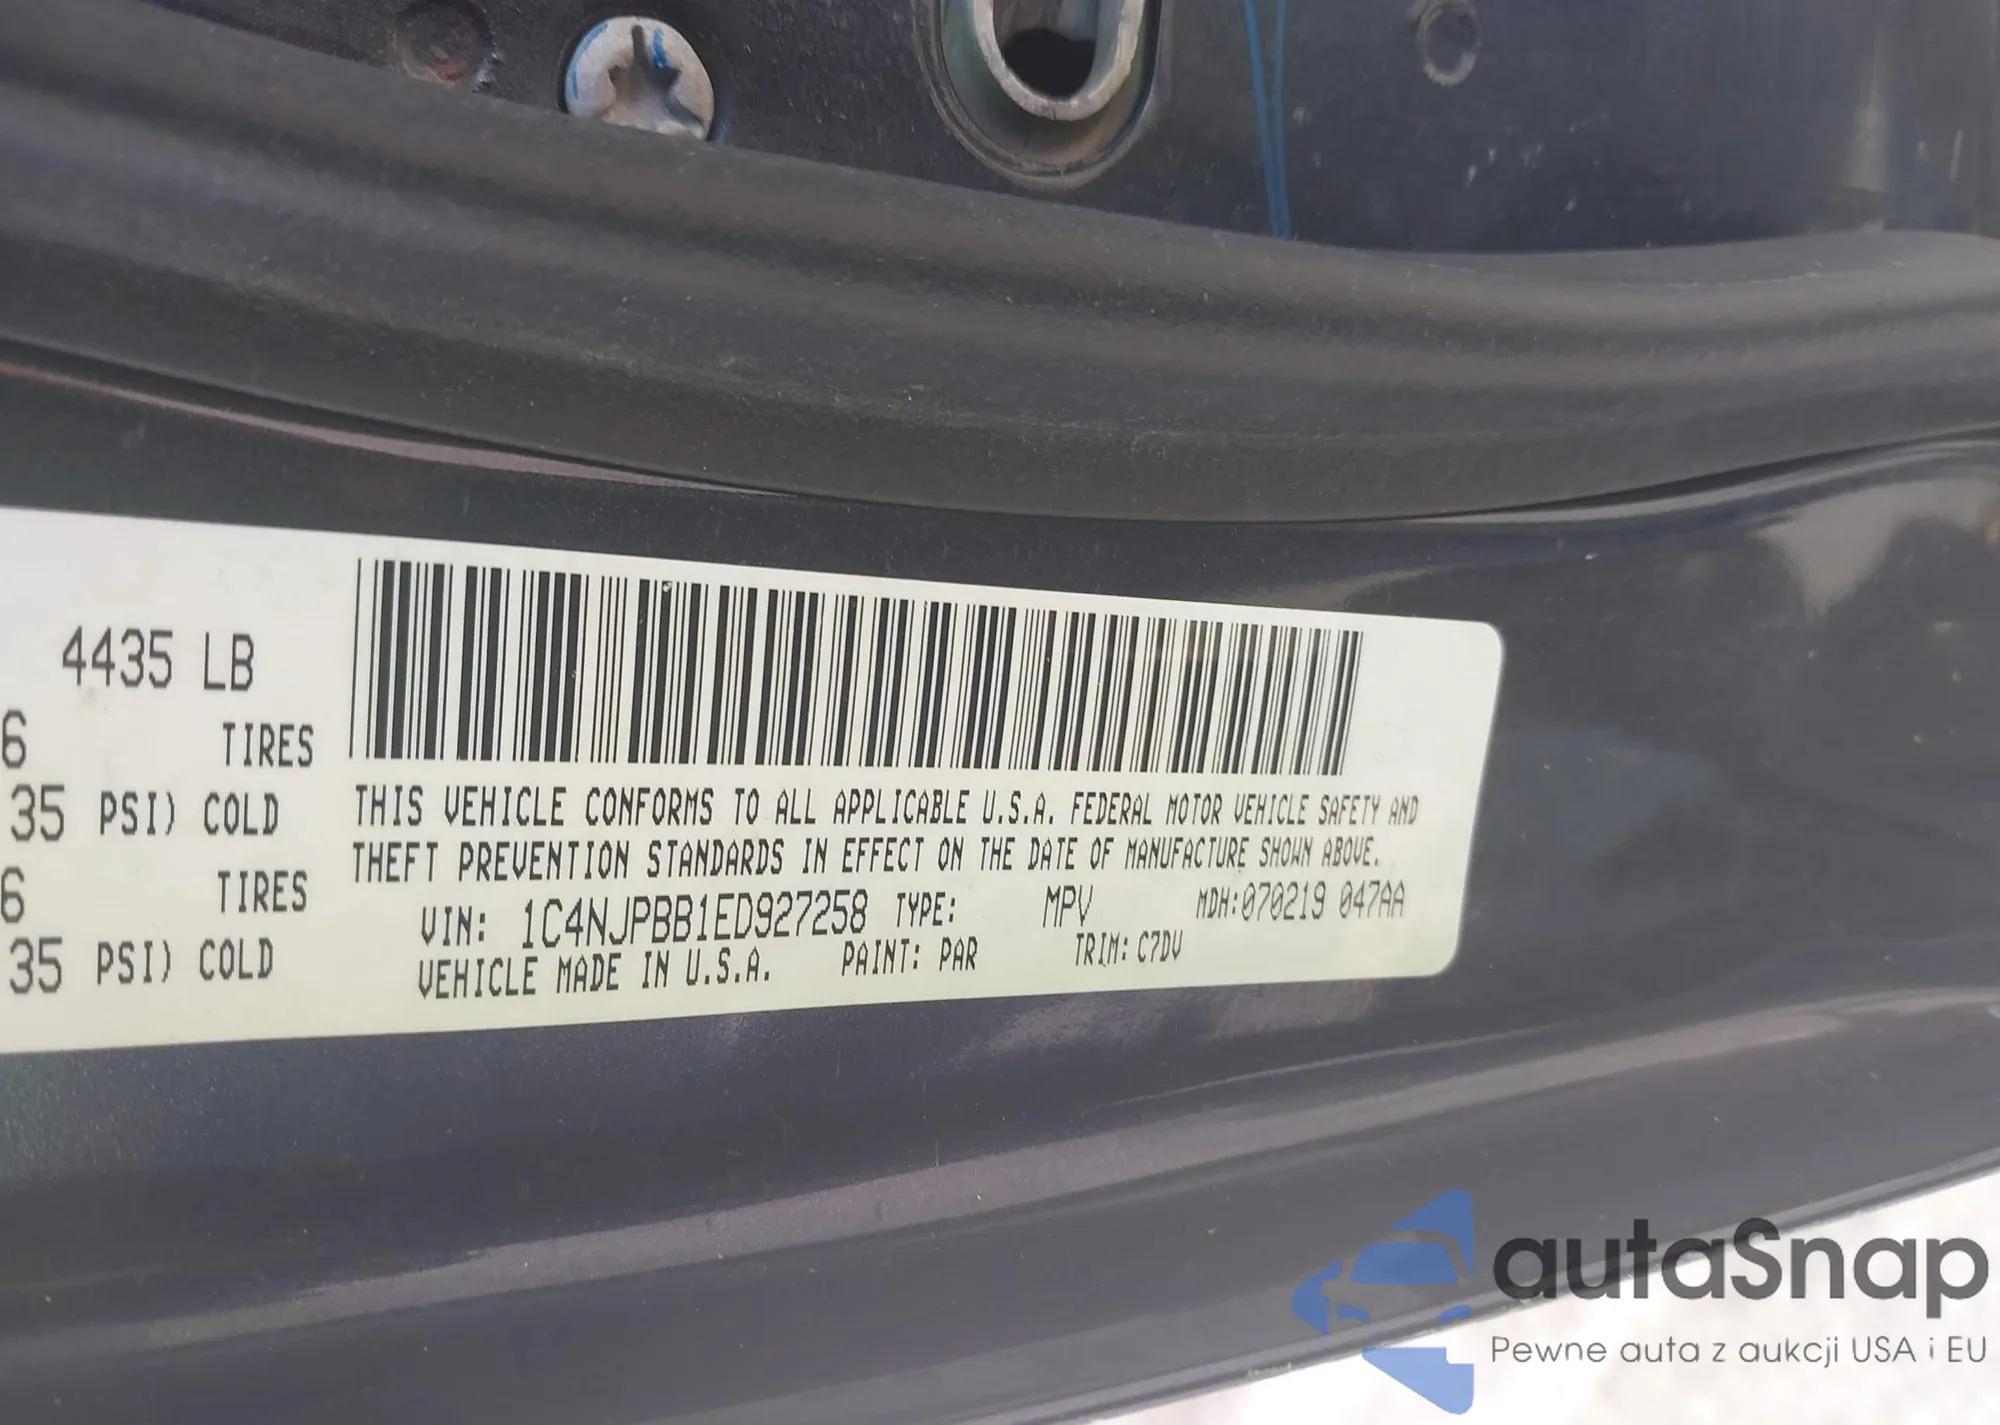 4435 LB
6 TIRES
35 PSI) COLD
6 TIRES
35 PSI) COLD
THIS VEHICLE CONFORMS TO ALL APPLICABLE U.S.A. FEDERAL MOTOR VEHICLE SAFETY AND
THEFT PREVENTION STANDARDS IN EFFECT ON THE DATE OF MANUFACTURE SHOWN ABOVE.
VIN: 1C4NJPBB1ED927258 TYPE: MPV MDH:070219 047AA
VEHICLE MADE IN U.S.A. PAINT: PAR TRIM: C7DV
autaSnap
Pewne auta z aukcji USA i EU